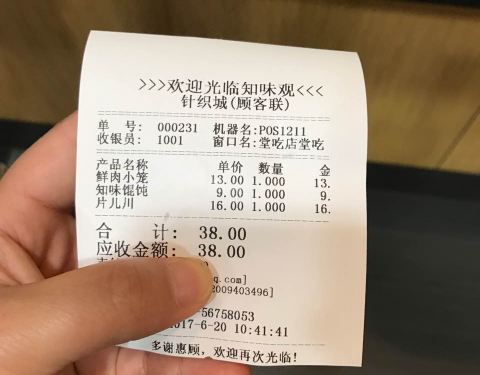 >>>欢迎光临知味观<<<
针织城(顾客联)
单 号: 000231 机器名:POS1211
收银员: 1001 窗口名:堂吃店堂吃
产品名称 单价 数量 金
鲜肉小笼 13.00 1.000 13.
知味馄饨 9.00 1.000 9.
片儿川 16.00 1.000 16.
合 计: 38.00
应收金额: 38.00
q.com]
2009403496]
-56758053
2017-6-20 10:41:41
多谢惠顾，欢迎再次光临!